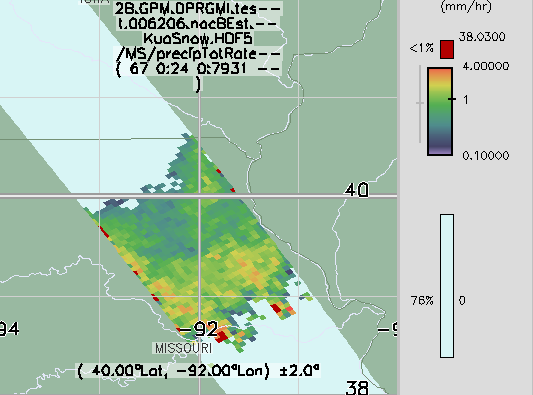 2B.GPM.DPRGMI.tes--
t.006206.nacBEst.--
KuaSnow.HDF5
/MS/precipTotRate--
( 67 0:24 0:7931 --
)
(mm/hr)
<1%
38.0300
4.00000
1
0.10000
40
76%
0
94
-92
-9
MISSOURI
( 40.00°Lat, -92.00°Lon) ±2.0°
38